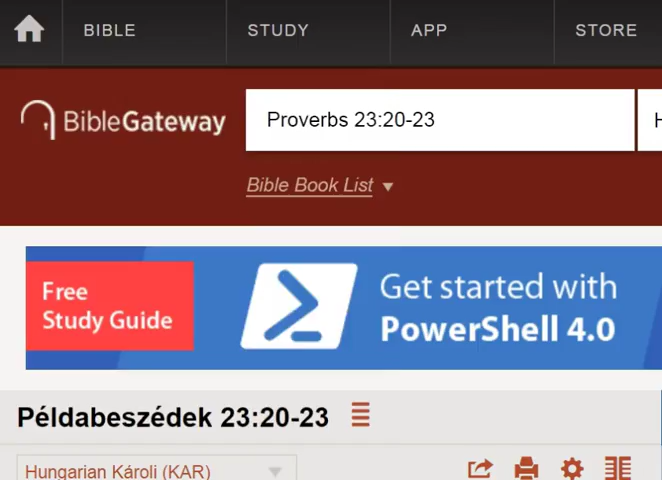 BIBLE STUDY APP STORE
BibleGateway Proverbs 23:20-23 H
Bible Book List
Free
Study Guide
Get started with
PowerShell 4.0
Példabeszédek 23:20-23
Hungarian Károli (KAR)